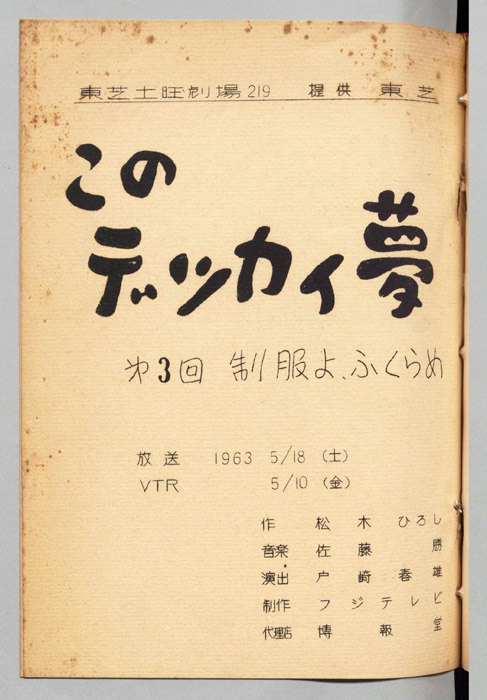 東芝土曜劇場219 提供 東芝
この
デッカイ夢
第3回 制服よ、ふくらめ
放送 1963 5/18 (土)
VTR 5/10 (金)
作 松木ひろし
音楽 佐藤勝
演出 戸崎春雄
制作 フジテレビ
代理店 博報堂